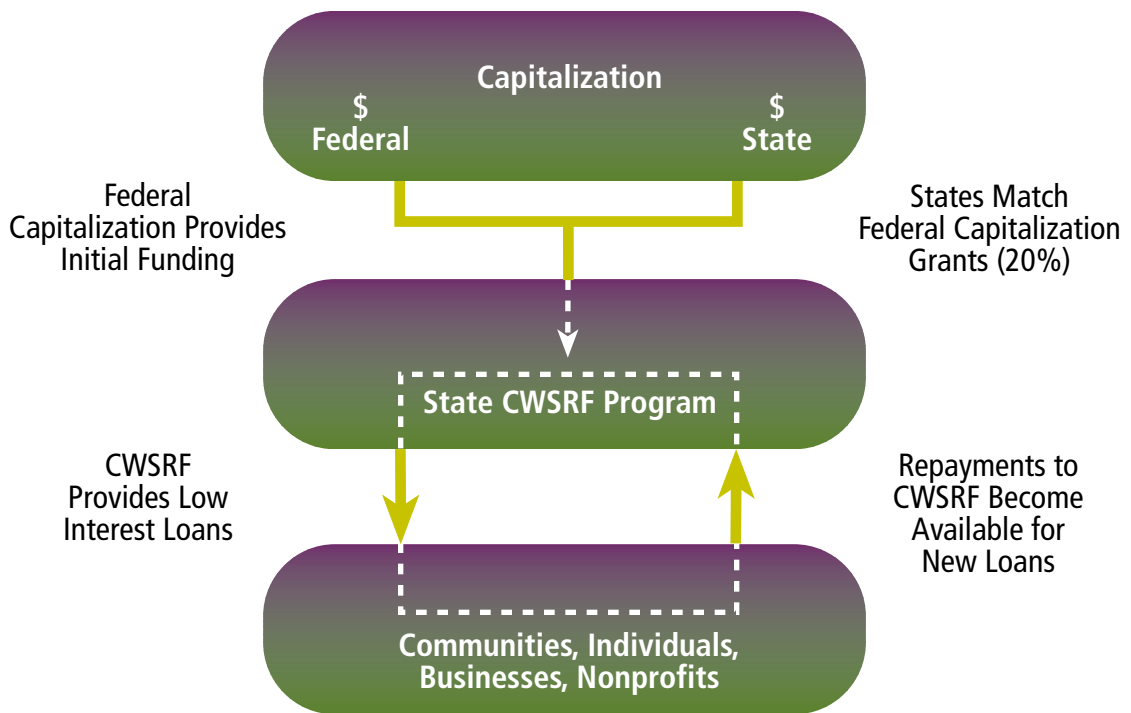 Capitalization
$
Federal
$
State
Federal
Capitalization Provides
Initial Funding
States Match
Federal Capitalization
Grants (20%)
State CWSRF Program
CWSRF
Provides Low
Interest Loans
Repayments to
CWSRF Become
Available for
New Loans
Communities, Individuals,
Businesses, Nonprofits